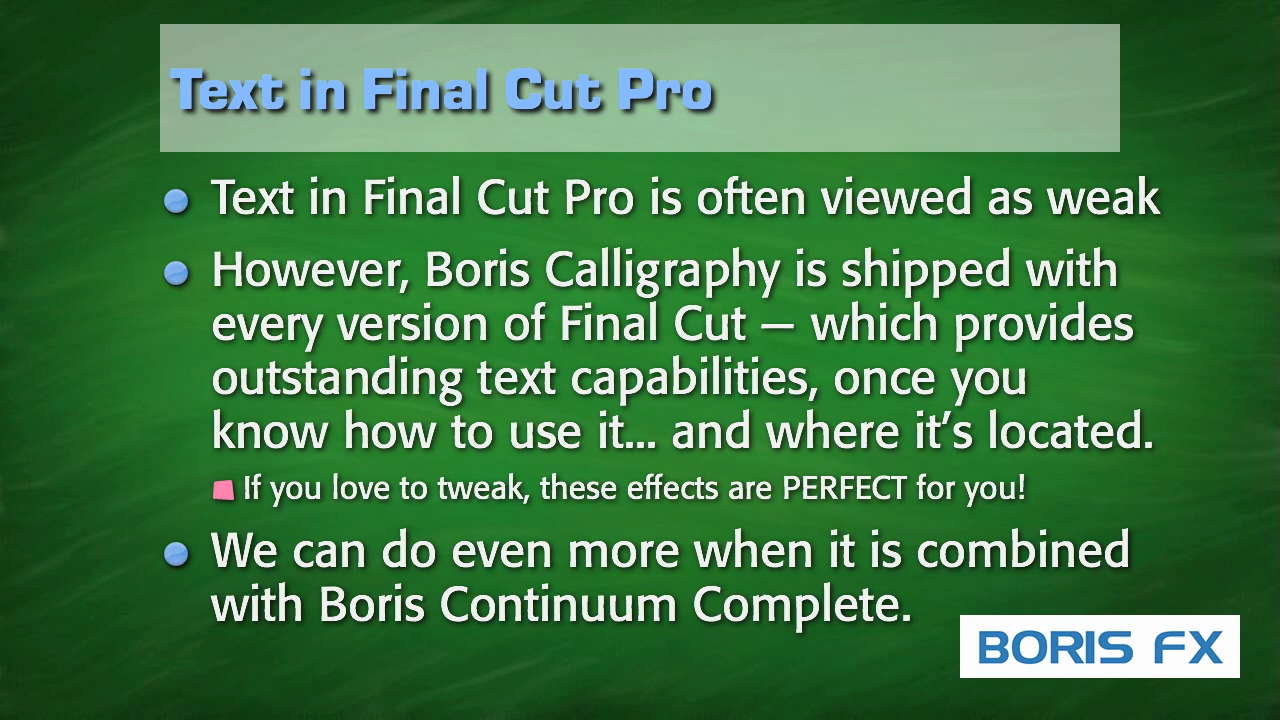 Text in Final Cut Pro
Text in Final Cut Pro is often viewed as weak
However, Boris Calligraphy is shipped with
every version of Final Cut — which provides
outstanding text capabilities, once you
know how to use it... and where it’s located.
If you love to tweak, these effects are PERFECT for you!
We can do even more when it is combined
with Boris Continuum Complete.
BORIS FX